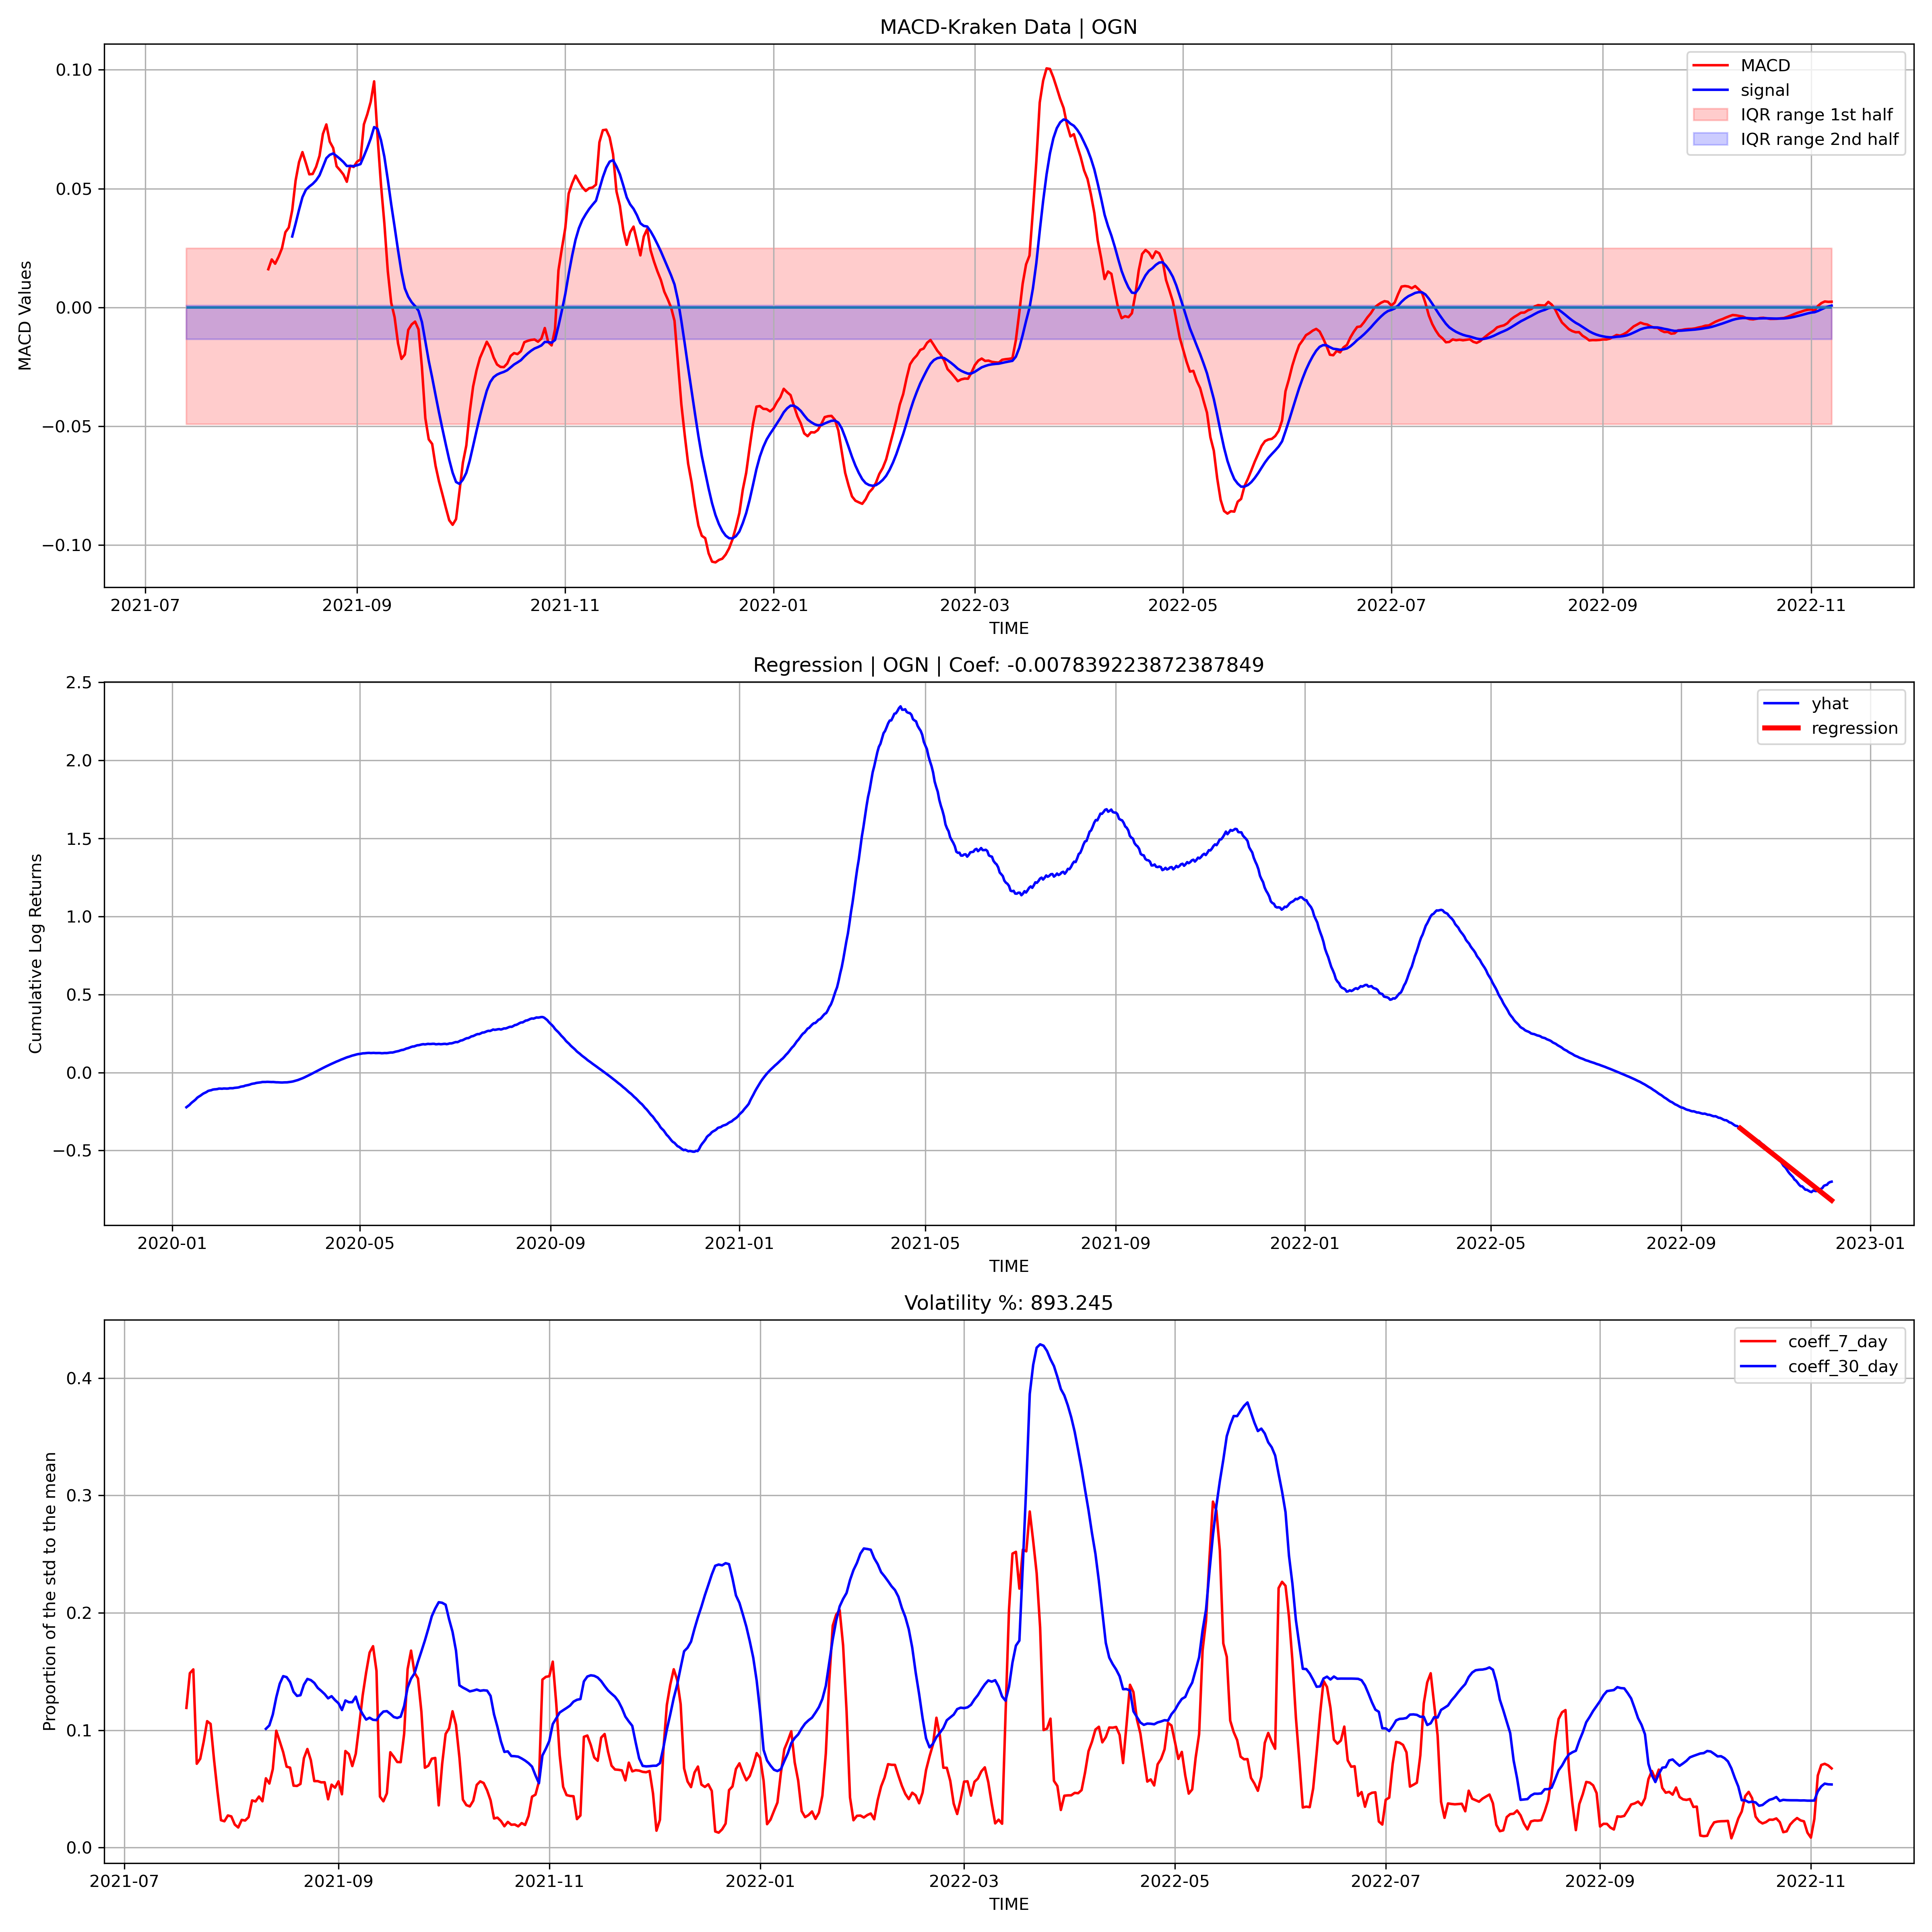 MACD-Kraken Data | OGN
MACD
signal
IQR range 1st half
IQR range 2nd half
MACD Values
0.10
0.05
0.00
−0.05
−0.10
2021-07 2021-09 2021-11 2022-01 2022-03 2022-05 2022-07 2022-09 2022-11
TIME
Regression | OGN | Coef: -0.007839223872387849
yhat
regression
Cumulative Log Returns
2.5
2.0
1.5
1.0
0.5
0.0
−0.5
2020-01 2020-05 2020-09 2021-01 2021-05 2021-09 2022-01 2022-05 2022-09 2023-01
TIME
Volatility %: 893.245
coeff_7_day
coeff_30_day
Proportion of the std to the mean
0.4
0.3
0.2
0.1
0.0
2021-07 2021-09 2021-11 2022-01 2022-03 2022-05 2022-07 2022-09 2022-11
TIME